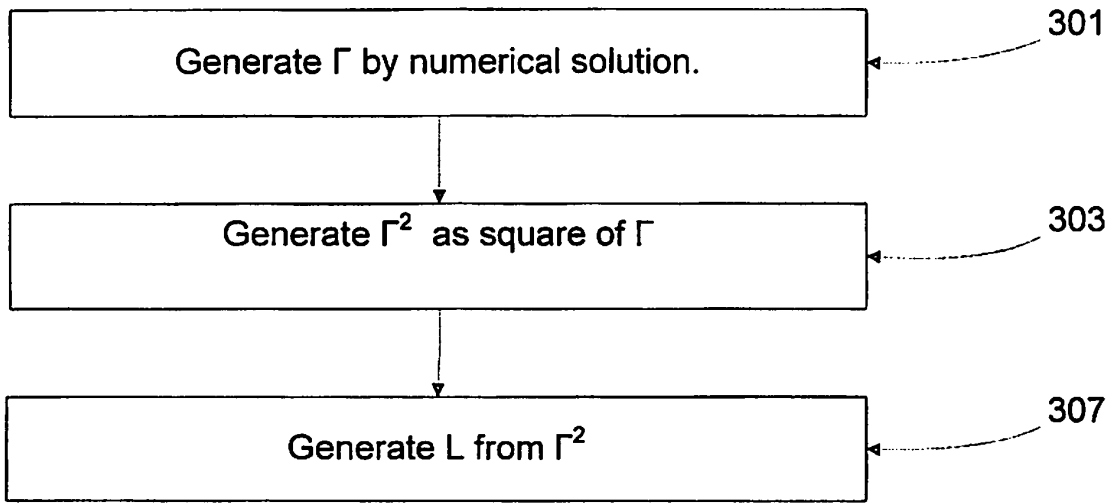 301
Generate Γ by numerical solution.
303
Generate Γ² as square of Γ
307
Generate L from Γ²